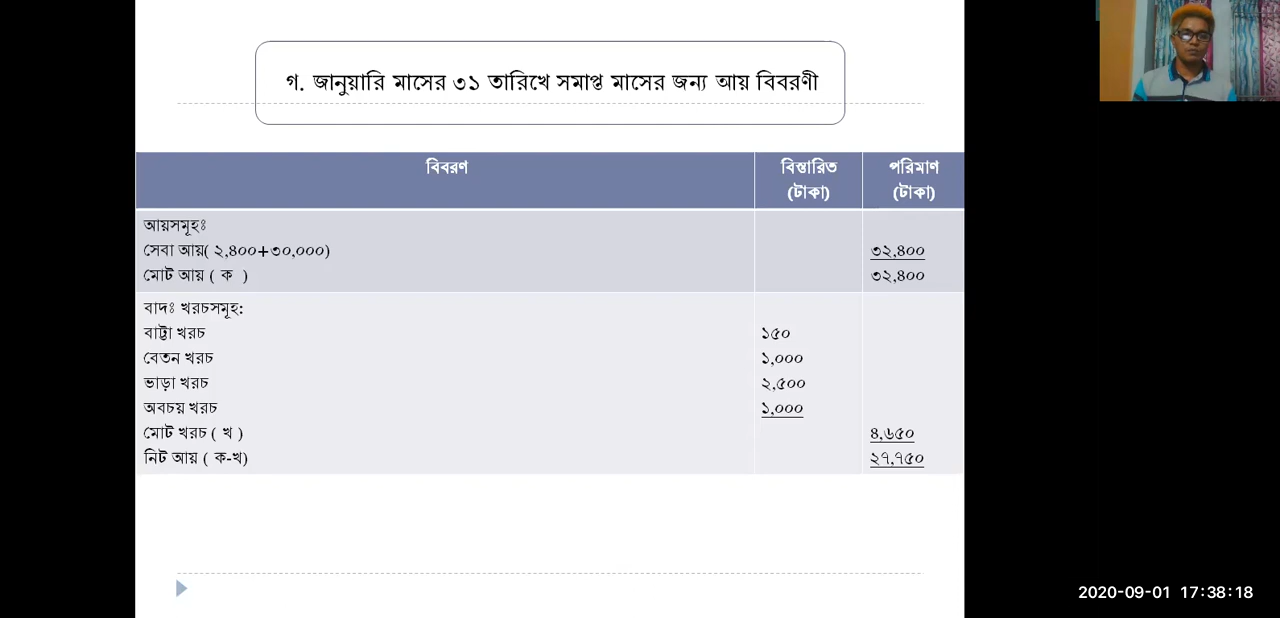 গ. জানুয়ারি মাসের ৩১ তারিখে সমাপ্ত মাসের জন্য আয় বিবরণী
বিবরণ বিস্তারিত (টাকা) পরিমাণ (টাকা)
আয়সমূহঃ
সেবা আয়( ২,৪০০+৩০,০০০) ৩২,৪০০
মোট আয় ( ক ) ৩২,৪০০
বাদঃ খরচসমূহ:
বাট্টা খরচ ১৫০
বেতন খরচ ১,০০০
ভাড়া খরচ ২,৫০০
অবচয় খরচ ১,০০০
মোট খরচ ( খ ) ৪,৬৫০
নিট আয় ( ক-খ) ২৭,৭৫০
2020-09-01 17:38:18